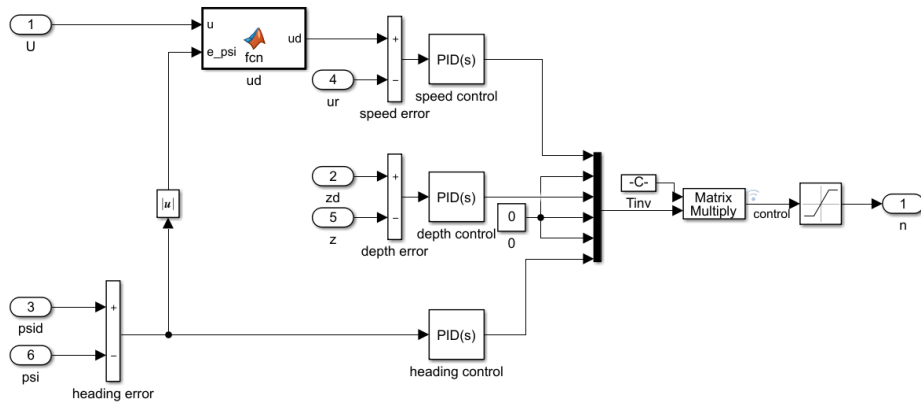 1
U
u
e_psi
fcn
ud
ud
4
ur
+
−
speed error
PID(s)
speed control
|u|
2
zd
5
z
+
−
depth error
PID(s)
depth control
0
0
-C-
Tinv
Matrix
Multiply
control
1
n
3
psid
6
psi
+
−
heading error
PID(s)
heading control